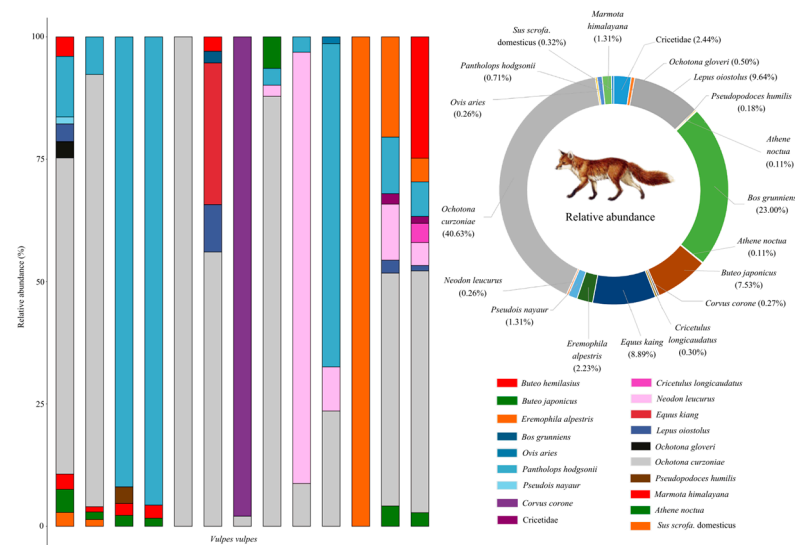 Relative abundance (%)
100
75
50
25
0
Vulpes vulpes
Marmota
himalayana
(1.31%)
Sus scrofa.
domesticus (0.32%)
Cricetidae (2.44%)
Pantholops hodgsonii
(0.71%)
Ochotona gloveri (0.50%)
Lepus oiostolus (9.64%)
Ovis aries
(0.26%)
Pseudopodoces humilis
(0.18%)
Athene
noctua
(0.11%)
Bos grunniens
(23.00%)
Ochotona
curzoniae
(40.63%)
Relative abundance
Athene noctua
(0.11%)
Buteo japonicus
(7.53%)
Neodon leucurus
(0.26%)
Corvus corone (0.27%)
Pseudois nayaur
(1.31%)
Cricetulus
longicaudatus
(0.30%)
Equus kaing
(8.89%)
Eremophila
alpestris
(2.23%)
Buteo hemilasius
Buteo japonicus
Eremophila alpestris
Bos grunniens
Ovis aries
Pantholops hodgsonii
Pseudois nayaur
Corvus corone
Cricetidae
Cricetulus longicaudatus
Neodon leucurus
Equus kiang
Lepus oiostolus
Ochotona gloveri
Ochotona curzoniae
Pseudopodoces humilis
Marmota himalayana
Athene noctua
Sus scrofa. domesticus